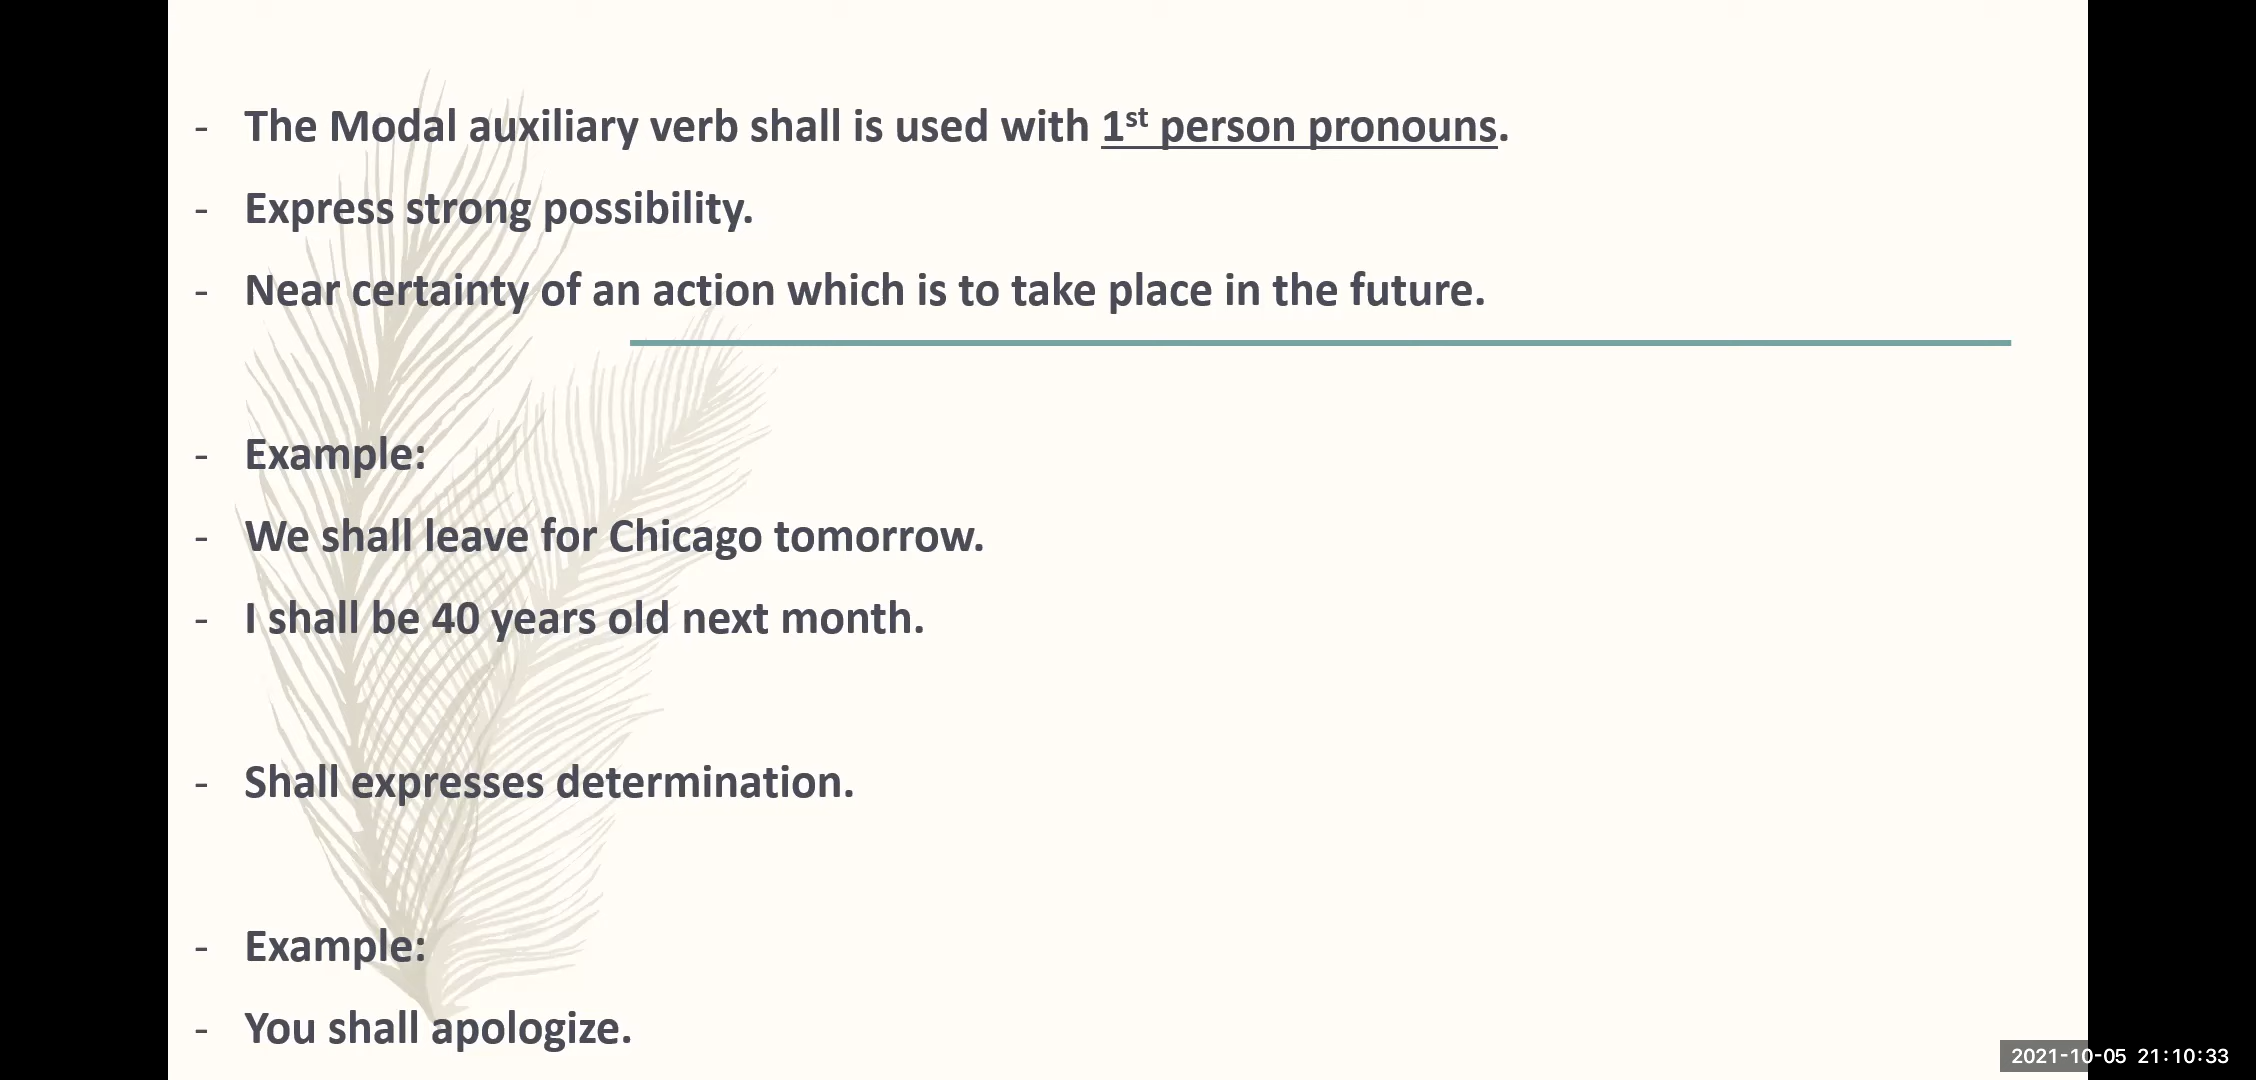 - The Modal auxiliary verb shall is used with 1st person pronouns.
- Express strong possibility.
- Near certainty of an action which is to take place in the future.
- Example:
- We shall leave for Chicago tomorrow.
- I shall be 40 years old next month.
- Shall expresses determination.
- Example:
- You shall apologize.
2021-10-05 21:10:33